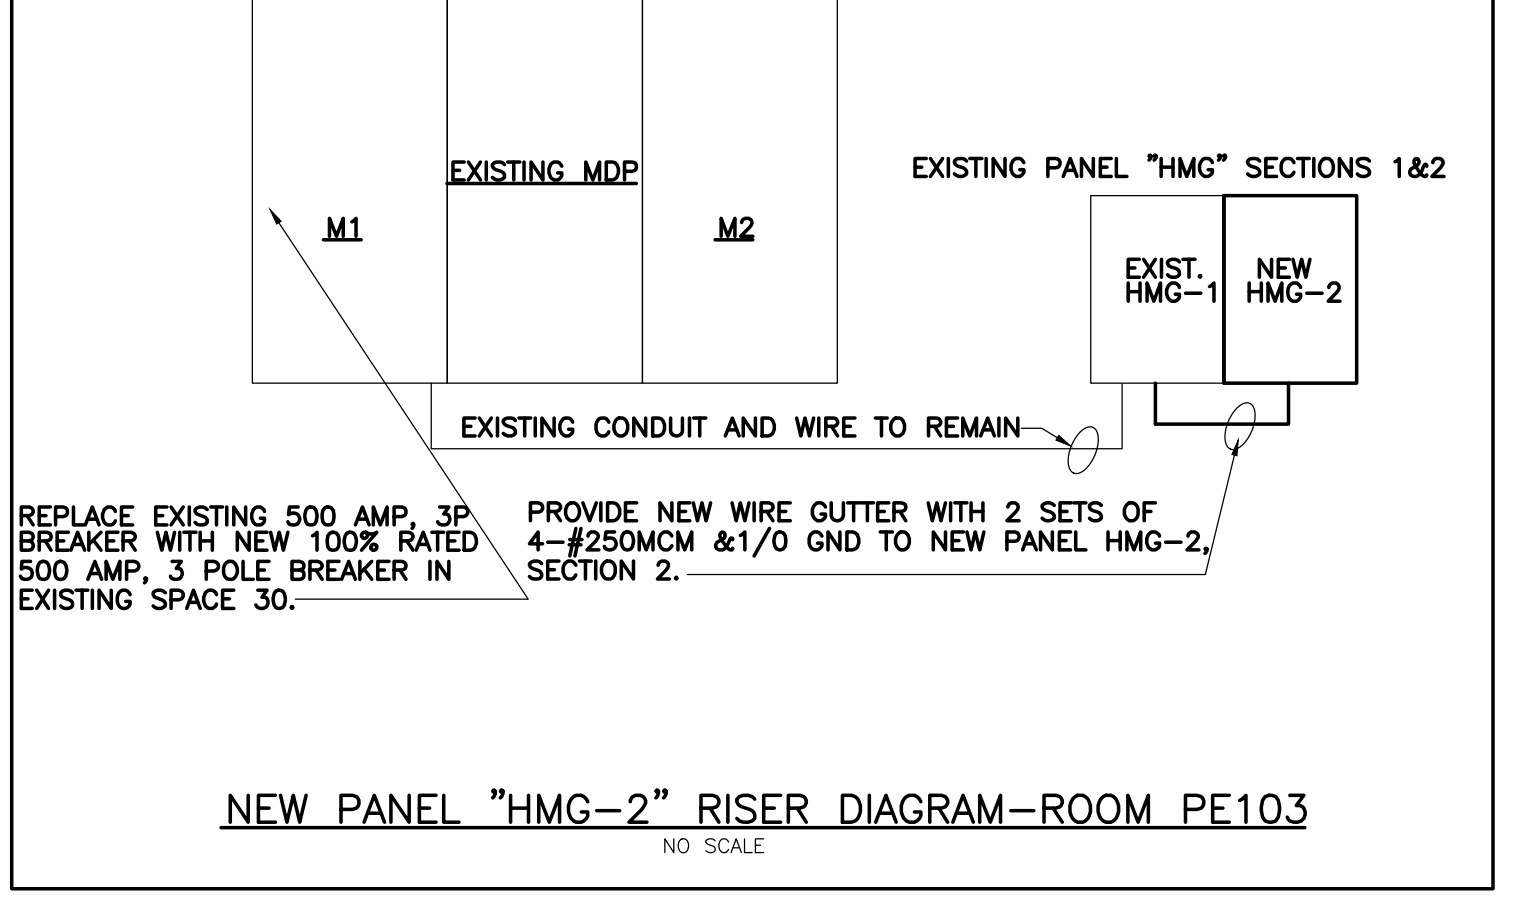 EXISTING MDP
M1
M2
EXISTING PANEL "HMG" SECTIONS 1&2
EXIST.
HMG-1
NEW
HMG-2
EXISTING CONDUIT AND WIRE TO REMAIN
REPLACE EXISTING 500 AMP, 3P
BREAKER WITH NEW 100% RATED
500 AMP, 3 POLE BREAKER IN
EXISTING SPACE 30.
PROVIDE NEW WIRE GUTTER WITH 2 SETS OF
4-#250MCM &1/0 GND TO NEW PANEL HMG-2,
SECTION 2.
NEW PANEL "HMG-2" RISER DIAGRAM-ROOM PE103
NO SCALE